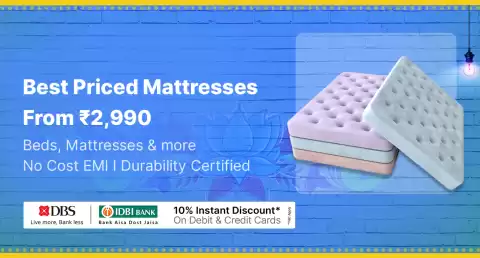 Best Priced Mattresses
From ₹2,990
Beds, Mattresses & more
No Cost EMI I Durability Certified
DBS
Live more, Bank less
IDBI BANK
Bank Aisa Dost Jaisa
10% Instant Discount*
On Debit & Credit Cards